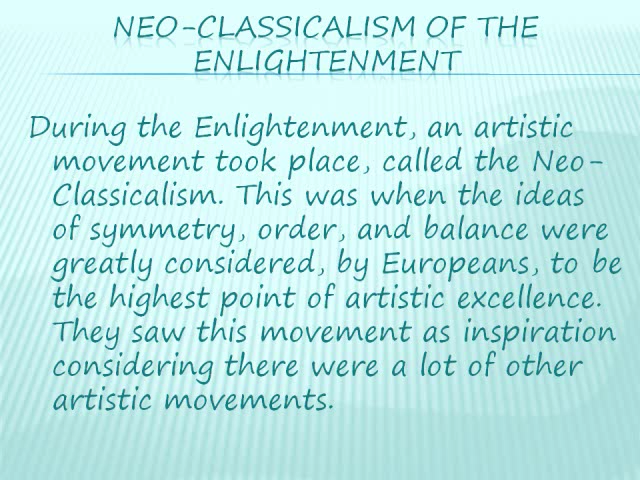 NEO-CLASSICALISM OF THE
ENLIGHTENMENT
During the Enlightenment, an artistic
movement took place, called the Neo-
Classicalism. This was when the ideas
of symmetry, order, and balance were
greatly considered, by Europeans, to be
the highest point of artistic excellence.
They saw this movement as inspiration
considering there were a lot of other
artistic movements.